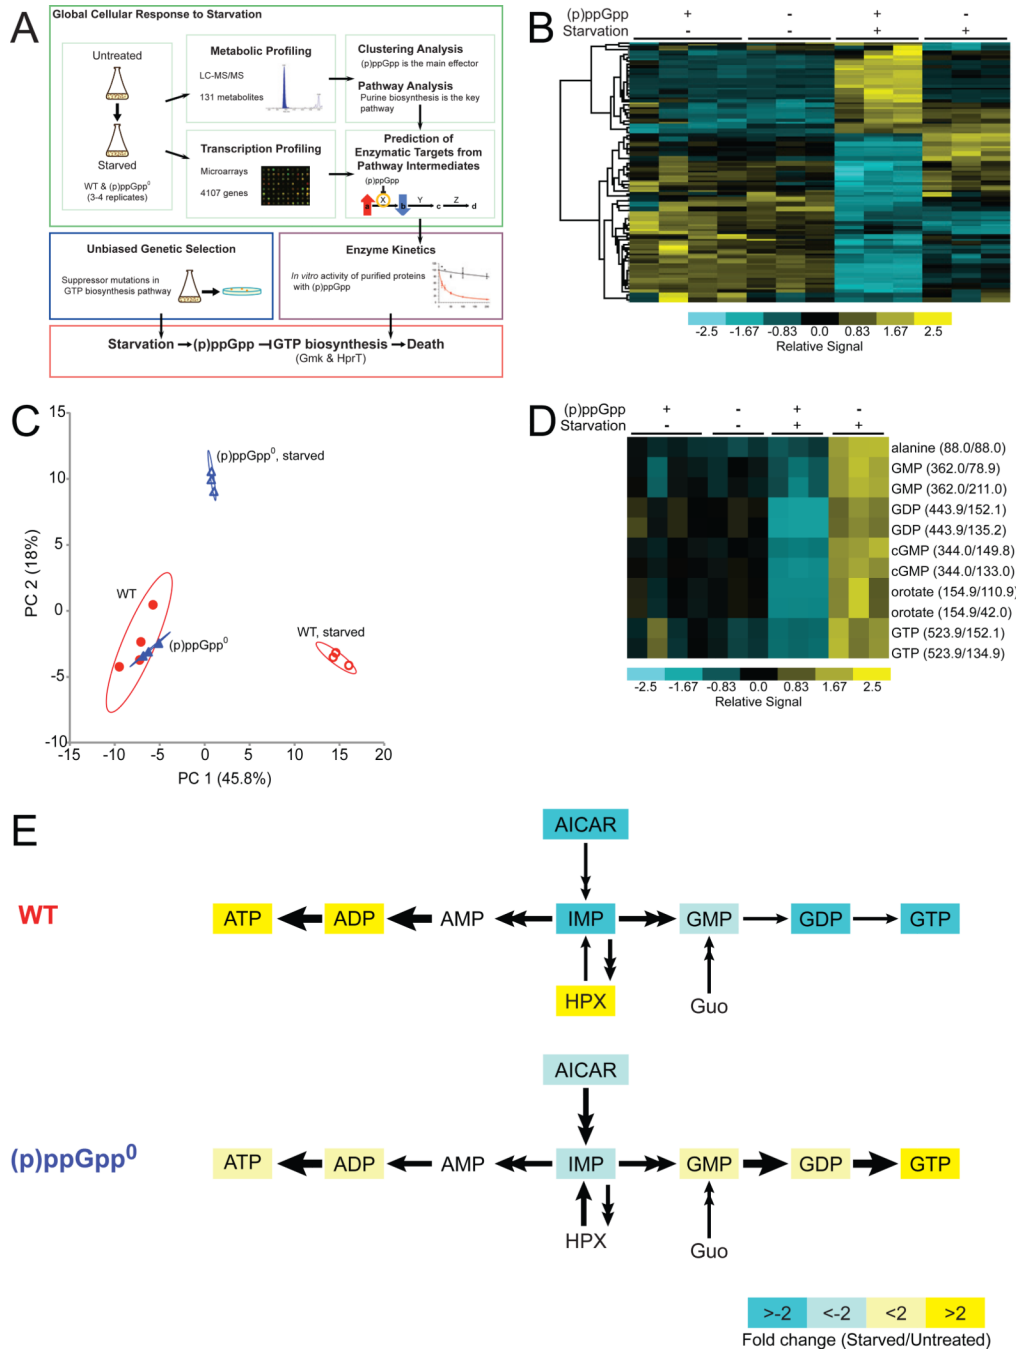 A
Global Cellular Response to Starvation
Untreated
Starved
WT & (p)ppGpp⁰
(3-4 replicates)
Metabolic Profiling
LC-MS/MS
131 metabolites
Transcription Profiling
Microarrays
4107 genes
Clustering Analysis
(p)ppGpp is the main effector
Pathway Analysis
Purine biosynthesis is the key
pathway
Prediction of
Enzymatic Targets from
Pathway Intermediates
(p)ppGpp
a X b Y c Z d
Unbiased Genetic Selection
Suppressor mutations in
GTP biosynthesis pathway
Enzyme Kinetics
In vitro activity of purified proteins
with (p)ppGpp
Starvation (p)ppGpp GTP biosynthesis Death
(Gmk & HprT)
B
(p)ppGpp + - + -
Starvation - - + +
-2.5 -1.67 -0.83 0.0 0.83 1.67 2.5
Relative Signal
C
15
10
5
0
-5
-10
-15 -10 -5 0 5 10 15 20
PC 2 (18%)
PC 1 (45.8%)
(p)ppGpp⁰, starved
WT
(p)ppGpp⁰
WT, starved
D
(p)ppGpp + - + -
Starvation - - + +
alanine (88.0/88.0)
GMP (362.0/78.9)
GMP (362.0/211.0)
GDP (443.9/152.1)
GDP (443.9/135.2)
cGMP (344.0/149.8)
cGMP (344.0/133.0)
orotate (154.9/110.9)
orotate (154.9/42.0)
GTP (523.9/152.1)
GTP (523.9/134.9)
-2.5 -1.67 -0.83 0.0 0.83 1.67 2.5
Relative Signal
E
AICAR
WT
ATP ADP AMP IMP GMP GDP GTP
HPX Guo
AICAR
(p)ppGpp⁰
ATP ADP AMP IMP GMP GDP GTP
HPX Guo
>-2 <-2 <2 >2
Fold change (Starved/Untreated)